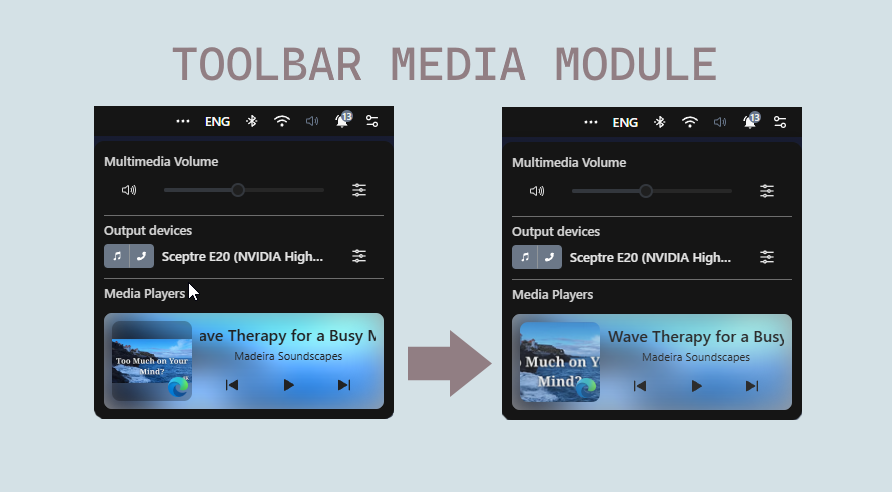 TOOLBAR MEDIA MODULE
ENG 13
Multimedia Volume
Output devices
Sceptre E20 (NVIDIA High...
Media Players
ave Therapy for a Busy M
Madeira Soundscapes
Too Much on Your
Mind?
ENG 13
Multimedia Volume
Output devices
Sceptre E20 (NVIDIA High...
Media Players
Wave Therapy for a Busy
Madeira Soundscapes
Much on Y
Mind?